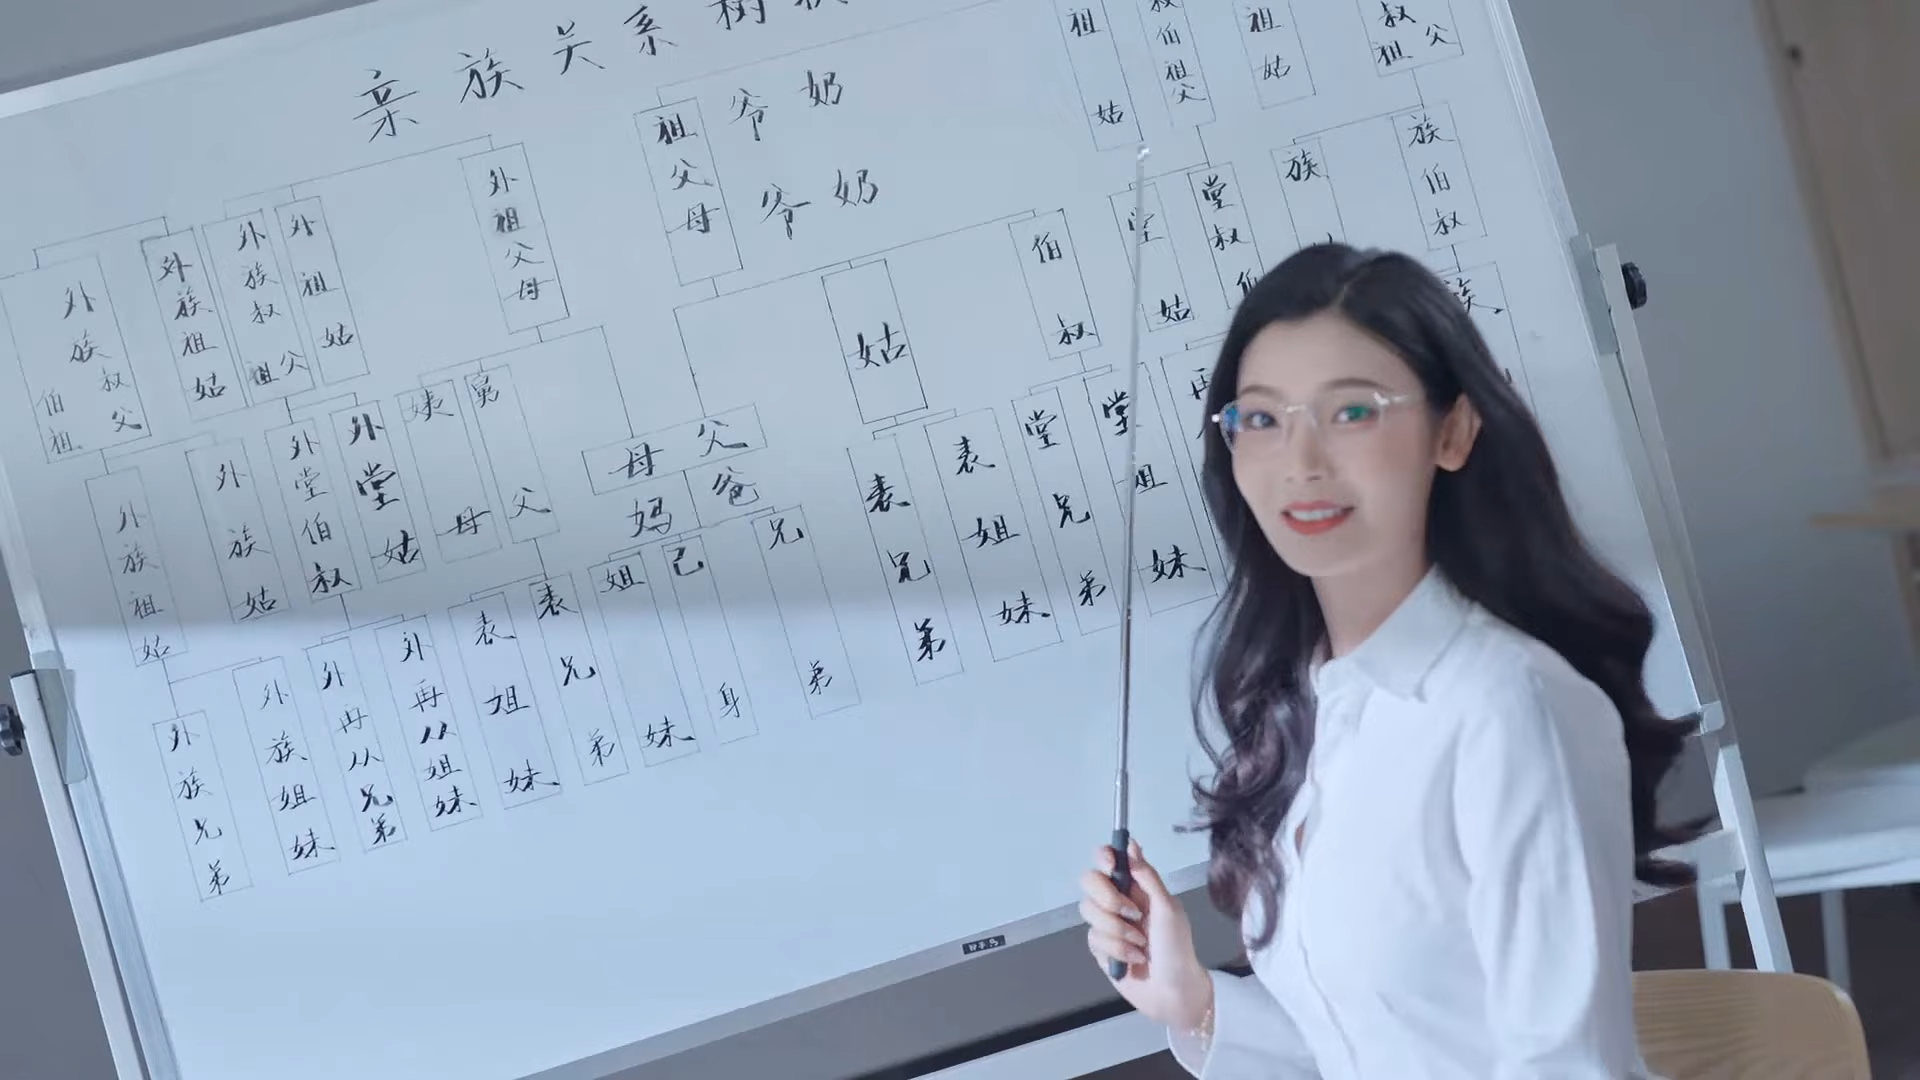 亲族关系树状
祖父母
爷奶
爷奶
外祖父母
祖姑
叔伯祖父
祖姑
叔祖父
族伯叔
堂姑
堂叔伯
族
伯叔
姑
外族伯叔祖父
外族祖姑
外族叔祖公
外祖姑
外族祖姑
外族姑
外堂伯叔
外堂姑
姨母
舅父
母父
妈爸
表兄弟
表姐妹
堂兄弟
堂姐妹
再
族
外族兄弟
外族姐妹
外再从兄弟
外再从姐妹
表姐妹
表兄弟
姐妹
己身
兄弟